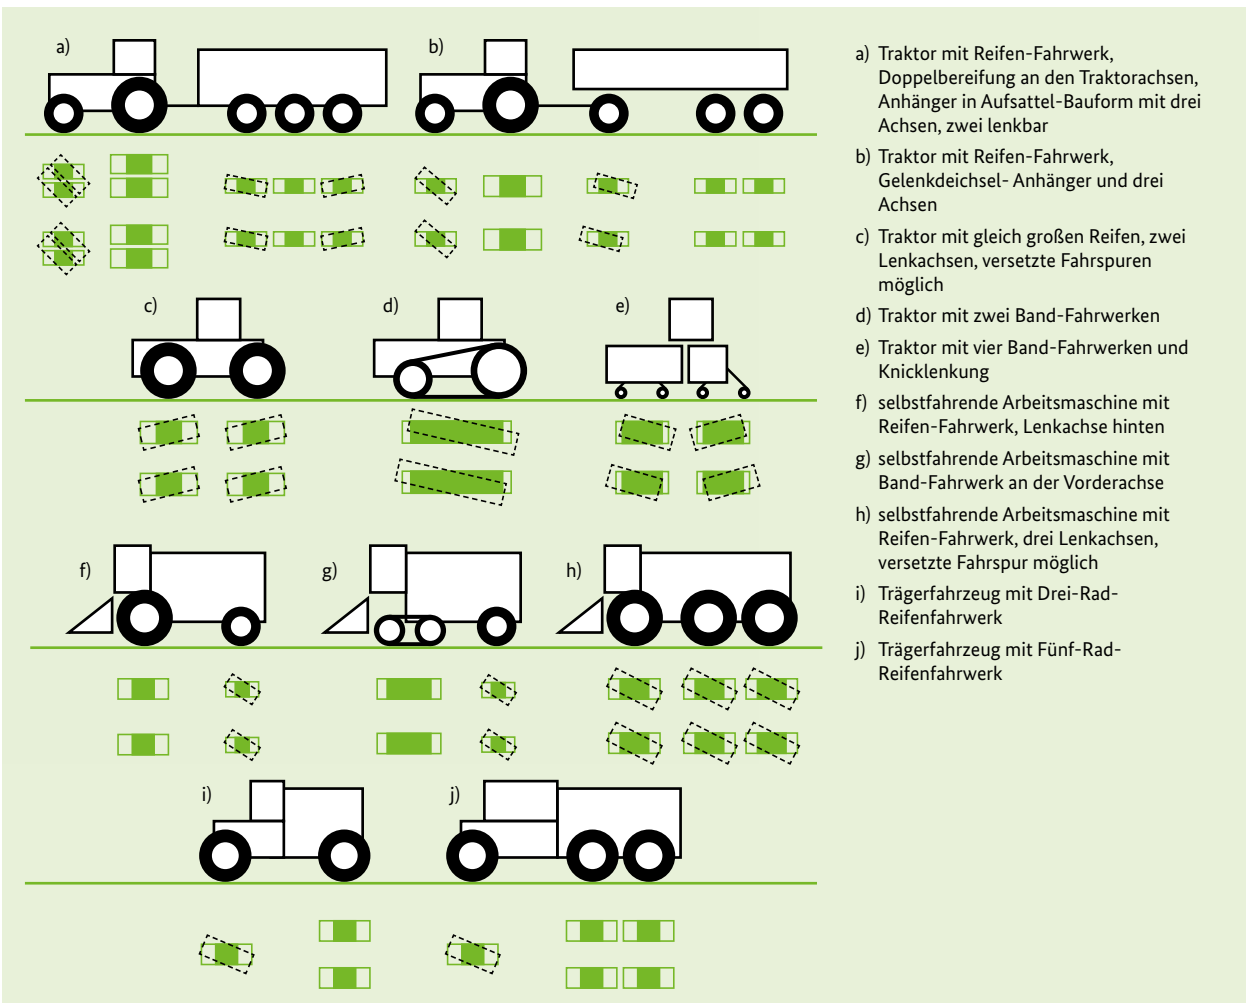 a)
b)
c)
d)
e)
f)
g)
h)
i)
j)
a) Traktor mit Reifen-Fahrwerk,
Doppelbereifung an den Traktorachsen,
Anhänger in Aufsattel-Bauform mit drei
Achsen, zwei lenkbar
b) Traktor mit Reifen-Fahrwerk,
Gelenkdeichsel- Anhänger und drei
Achsen
c) Traktor mit gleich großen Reifen, zwei
Lenkachsen, versetzte Fahrspuren
möglich
d) Traktor mit zwei Band-Fahrwerken
e) Traktor mit vier Band-Fahrwerken und
Knicklenkung
f) selbstfahrende Arbeitsmaschine mit
Reifen-Fahrwerk, Lenkachse hinten
g) selbstfahrende Arbeitsmaschine mit
Band-Fahrwerk an der Vorderachse
h) selbstfahrende Arbeitsmaschine mit
Reifen-Fahrwerk, drei Lenkachsen,
versetzte Fahrspur möglich
i) Trägerfahrzeug mit Drei-Rad-
Reifenfahrwerk
j) Trägerfahrzeug mit Fünf-Rad-
Reifenfahrwerk